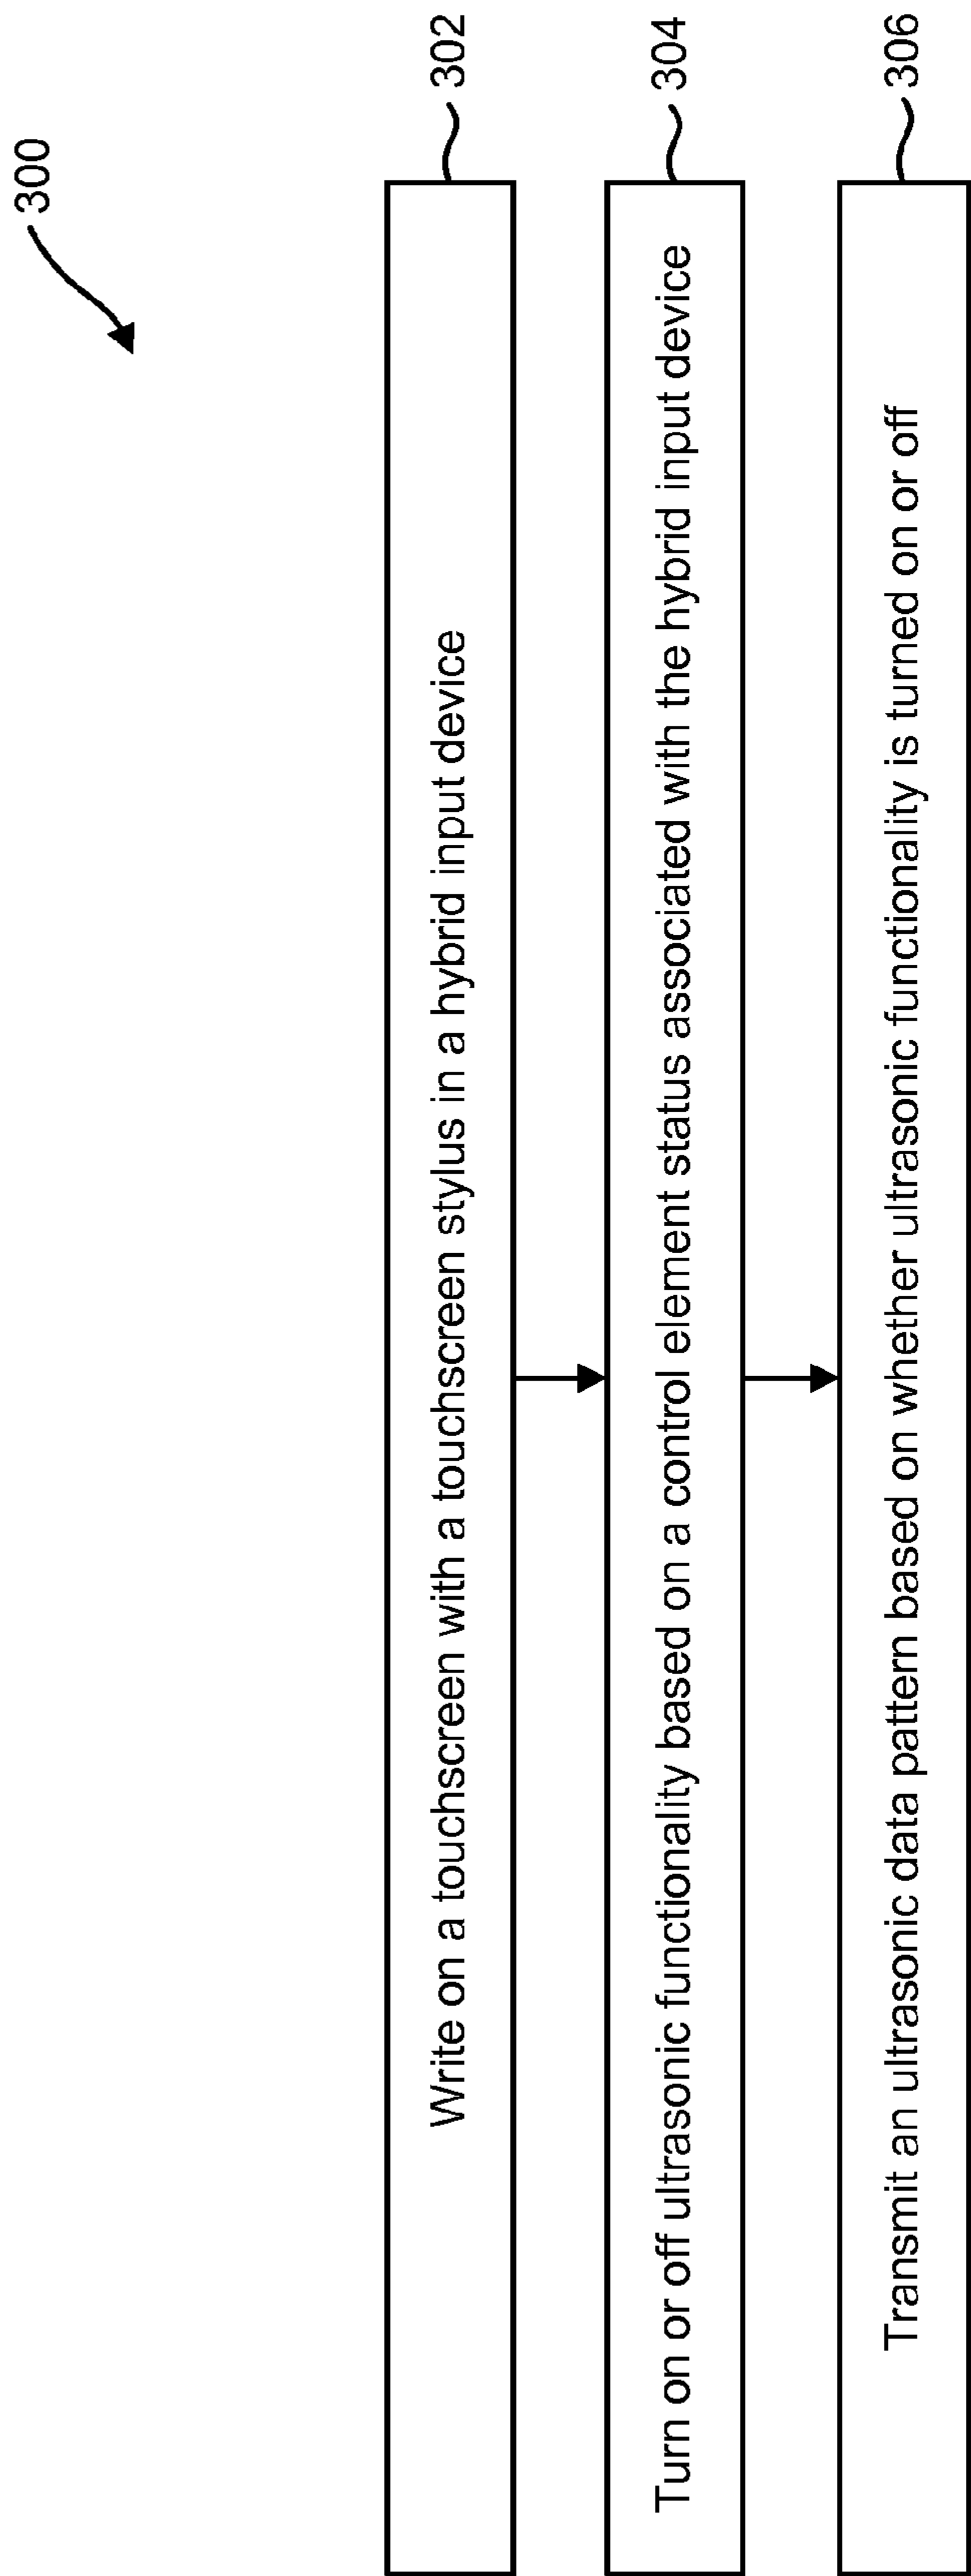 300
Write on a touchscreen with a touchscreen stylus in a hybrid input device
302
Turn on or off ultrasonic functionality based on a control element status associated with the hybrid input device
304
Transmit an ultrasonic data pattern based on whether ultrasonic functionality is turned on or off
306